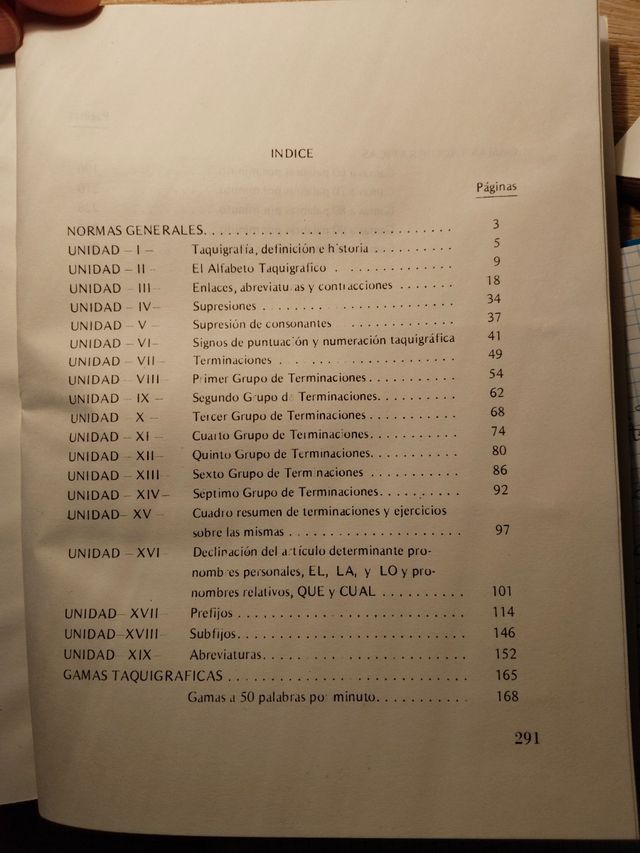 INDICE
Páginas
NORMAS GENERALES. . . . . . . . . . . . . . . . . . . . . . . . . . . . 3
UNIDAD – I – Taquigrafía, definición e historia . . . . . . . . . . 5
UNIDAD – II – El Alfabeto Taquigrafico . . . . . . . . . . . . . . 9
UNIDAD – III – Enlaces, abreviaturas y contracciones . . . . . . . 18
UNIDAD – IV – Supresiones . . . . . . . . . . . . . . . . . . . . . . 34
UNIDAD – V – Supresión de consonantes . . . . . . . . . . . . . 37
UNIDAD – VI – Signos de puntuación y numeración taquigráfica 41
UNIDAD – VII – Terminaciones . . . . . . . . . . . . . . . . . . . 49
UNIDAD – VIII – Primer Grupo de Terminaciones . . . . . . . . . . 54
UNIDAD – IX – Segundo Grupo de Terminaciones. . . . . . . . . 62
UNIDAD – X – Tercer Grupo de Terminaciones . . . . . . . . . . 68
UNIDAD – XI – Cuarto Grupo de Terminaciones. . . . . . . . . . 74
UNIDAD – XII – Quinto Grupo de Terminaciones. . . . . . . . . . 80
UNIDAD – XIII – Sexto Grupo de Terminaciones . . . . . . . . . . 86
UNIDAD – XIV – Séptimo Grupo de Terminaciones. . . . . . . . . 92
UNIDAD – XV – Cuadro resumen de terminaciones y ejercicios
sobre las mismas . . . . . . . . . . . . . . . . . . . . 97
UNIDAD – XVI – Declinación del artículo determinante pro-
nombres personales, EL, LA, y LO y pro-
nombres relativos, QUE y CUAL . . . . . . . . . . 101
UNIDAD – XVII – Prefijos . . . . . . . . . . . . . . . . . . . . . . . . . 114
UNIDAD – XVIII – Subfijos. . . . . . . . . . . . . . . . . . . . . . . . . 146
UNIDAD XIX – Abreviaturas. . . . . . . . . . . . . . . . . . . . . . 152
GAMAS TAQUIGRAFICAS . . . . . . . . . . . . . . . . . . . . . . . . . . 165
Gamas a 50 palabras por minuto. . . . . . . . . . . 168
291